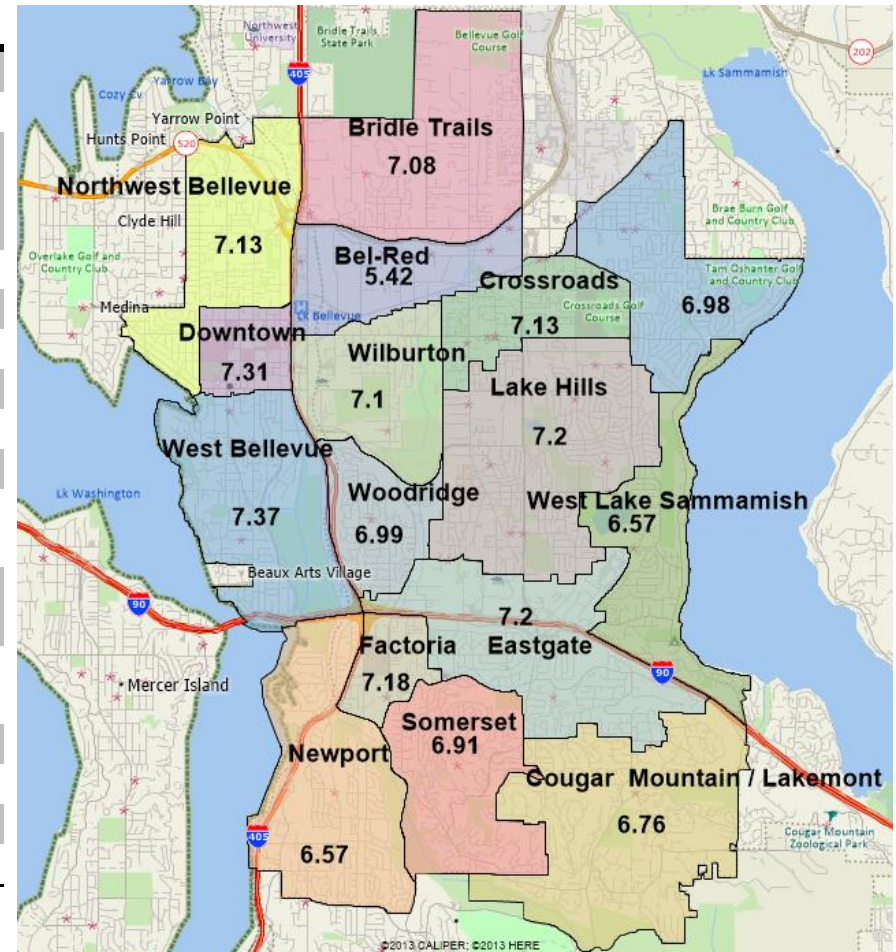 Northwest
University
Bridle Trails
State Park
Bellevue Golf
Course
202
405
Lk Sammamish
Cozy Cv
Yarrow Bay
Yarrow Point
Hunts Point
520
Bridle Trails
7.08
Northwest Bellevue
Clyde Hill
7.13
Brae Burn Golf
and Country Club
Overlake Golf and
Country Club
Bel-Red
5.42
Crossroads
Tam Oshanter Golf
and Country Club
Medina
Lk Bellevue
7.13
Crossroads Golf
Course
6.98
Downtown
7.31
Wilburton
7.1
Lake Hills
7.2
West Bellevue
7.37
Lk Washington
Woodridge
6.99
West Lake Sammamish
6.57
Beaux Arts Village
90
7.2
Factoria
7.18
Eastgate
90
Mercer Island
Somerset
6.91
Newport
6.57
Cougar Mountain / Lakemont
6.76
405
Cougar Mountain
Zoological Park
©2013 CALIPER; ©2013 HERE